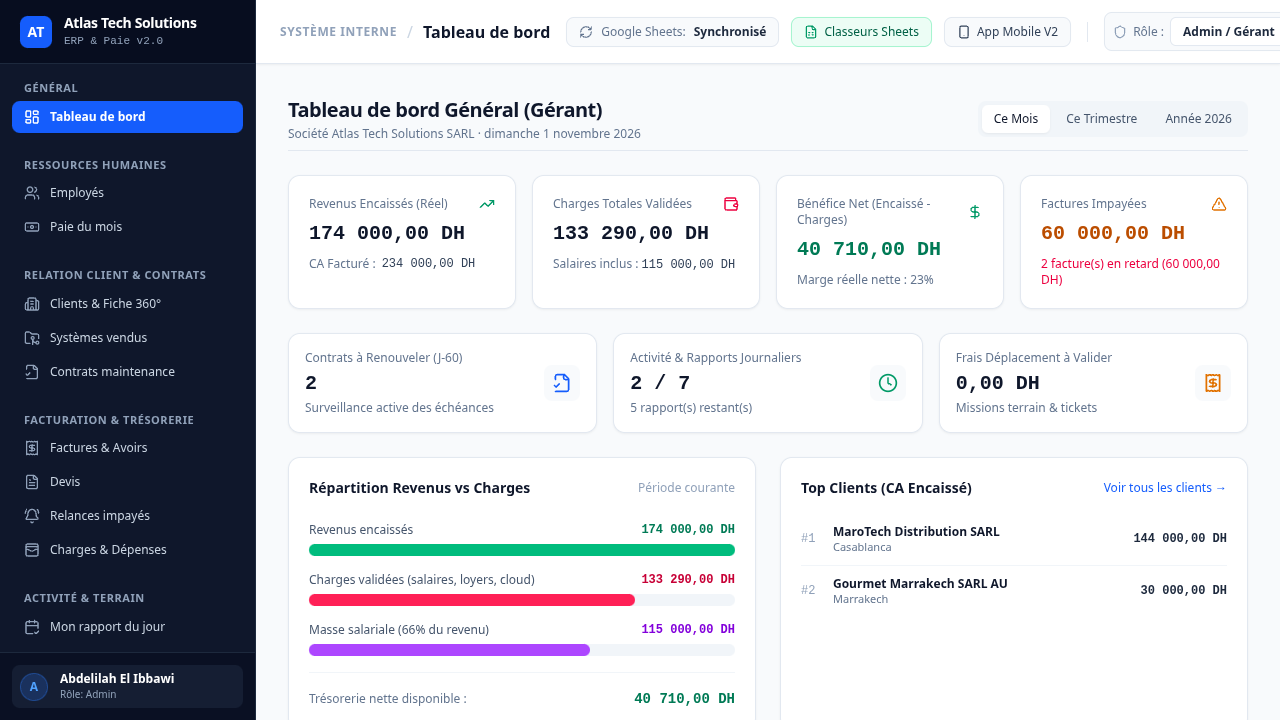 AT
Atlas Tech Solutions
ERP & Paie v2.0
GÉNÉRAL
Tableau de bord
RESSOURCES HUMAINES
Employés
Paie du mois
RELATION CLIENT & CONTRATS
Clients & Fiche 360°
Systèmes vendus
Contrats maintenance
FACTURATION & TRÉSORERIE
Factures & Avoirs
Devis
Relances impayés
Charges & Dépenses
ACTIVITÉ & TERRAIN
Mon rapport du jour
A
Abdelilah El Ibbawi
Rôle: Admin
SYSTÈME INTERNE / Tableau de bord
Google Sheets: Synchronisé
Classeurs Sheets
App Mobile V2
Rôle : Admin / Gérant
Tableau de bord Général (Gérant)
Société Atlas Tech Solutions SARL · dimanche 1 novembre 2026
Ce Mois
Ce Trimestre
Année 2026
Revenus Encaissés (Réel)
174 000,00 DH
CA Facturé : 234 000,00 DH
Charges Totales Validées
133 290,00 DH
Salaires inclus : 115 000,00 DH
Bénéfice Net (Encaissé -
Charges)
40 710,00 DH
Marge réelle nette : 23%
Factures Impayées
60 000,00 DH
2 facture(s) en retard (60 000,00
DH)
Contrats à Renouveler (J-60)
2
Surveillance active des échéances
Activité & Rapports Journaliers
2 / 7
5 rapport(s) restant(s)
Frais Déplacement à Valider
0,00 DH
Missions terrain & tickets
Répartition Revenus vs Charges
Période courante
Revenus encaissés
174 000,00 DH
Charges validées (salaires, loyers, cloud)
133 290,00 DH
Masse salariale (66% du revenu)
115 000,00 DH
Trésorerie nette disponible :
40 710,00 DH
Top Clients (CA Encaissé)
Voir tous les clients →
#1
MaroTech Distribution SARL
Casablanca
144 000,00 DH
#2
Gourmet Marrakech SARL AU
Marrakech
30 000,00 DH